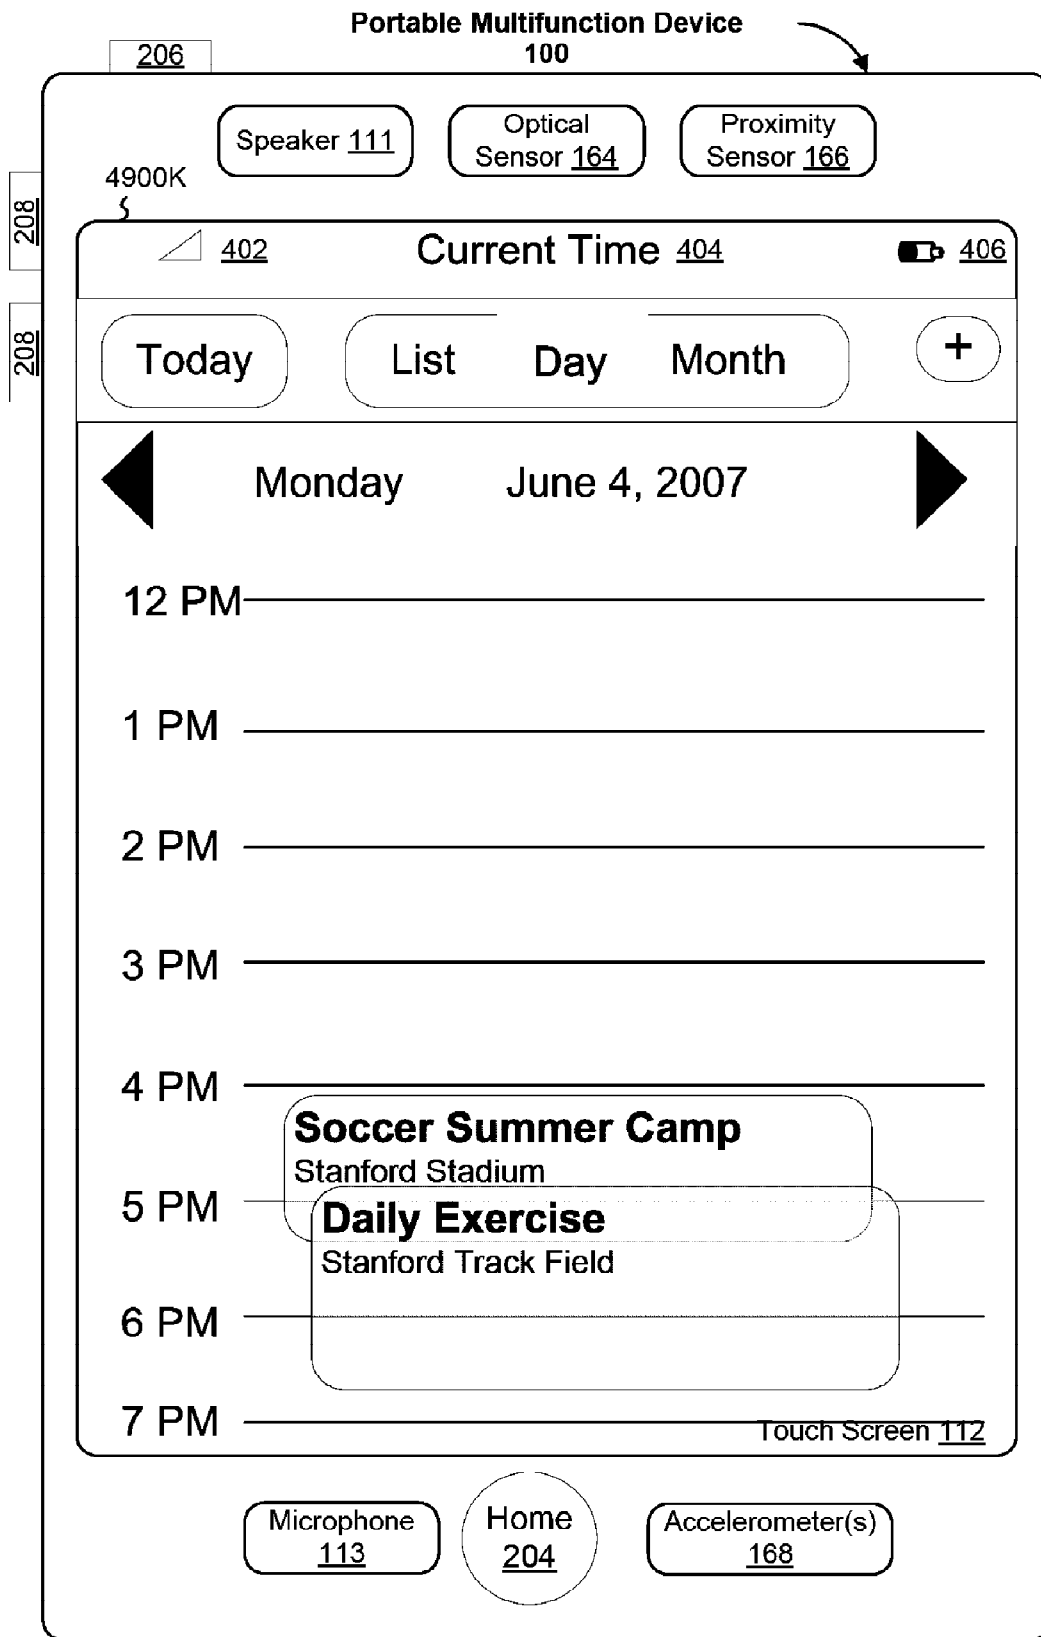 Portable Multifunction Device
100
206
Speaker 111
Optical
Sensor 164
Proximity
Sensor 166
4900K
208
208
402
Current Time 404
406
Today
List
Day
Month
+
Monday
June 4, 2007
12 PM
1 PM
2 PM
3 PM
4 PM
Soccer Summer Camp
Stanford Stadium
5 PM
Daily Exercise
Stanford Track Field
6 PM
7 PM
Touch Screen 112
Microphone
113
Home
204
Accelerometer(s)
168